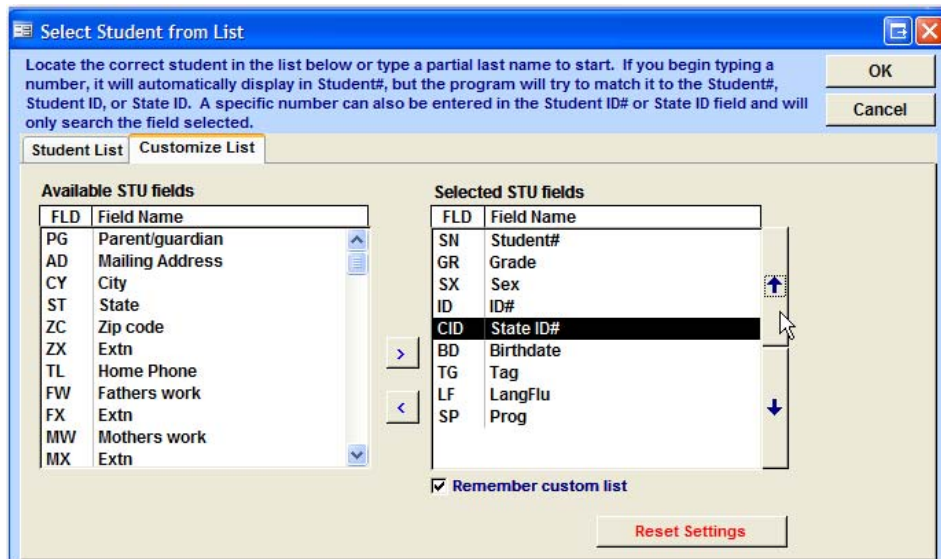 Select Student from List
Locate the correct student in the list below or type a partial last name to start. If you begin typing a
number, it will automatically display in Student#, but the program will try to match it to the Student#,
Student ID, or State ID. A specific number can also be entered in the Student ID# or State ID field and will
only search the field selected.
OK
Cancel
Student List Customize List
Available STU fields
FLD Field Name
PG Parent/guardian
AD Mailing Address
CY City
ST State
ZC Zip code
ZX Extn
TL Home Phone
FW Fathers work
FX Extn
MW Mothers work
MX Extn
>
<
Selected STU fields
FLD Field Name
SN Student#
GR Grade
SX Sex
ID ID#
CID State ID#
BD Birthdate
TG Tag
LF LangFlu
SP Prog
Remember custom list
Reset Settings